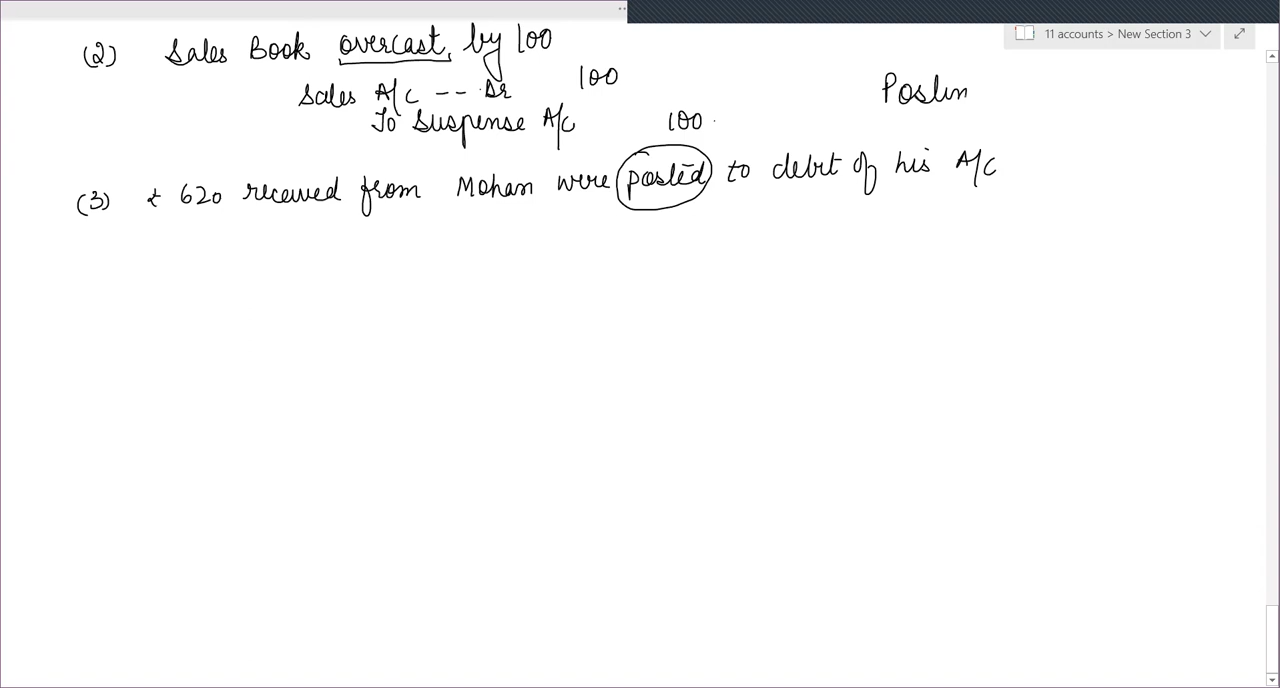 11 accounts > New Section 3
(2) Sales Book overcast by 100
Sales A/c -- Dr 100
To Suspense A/c 100
Postin
(3) ₹ 620 received from Mohan were posted to debit of his A/c